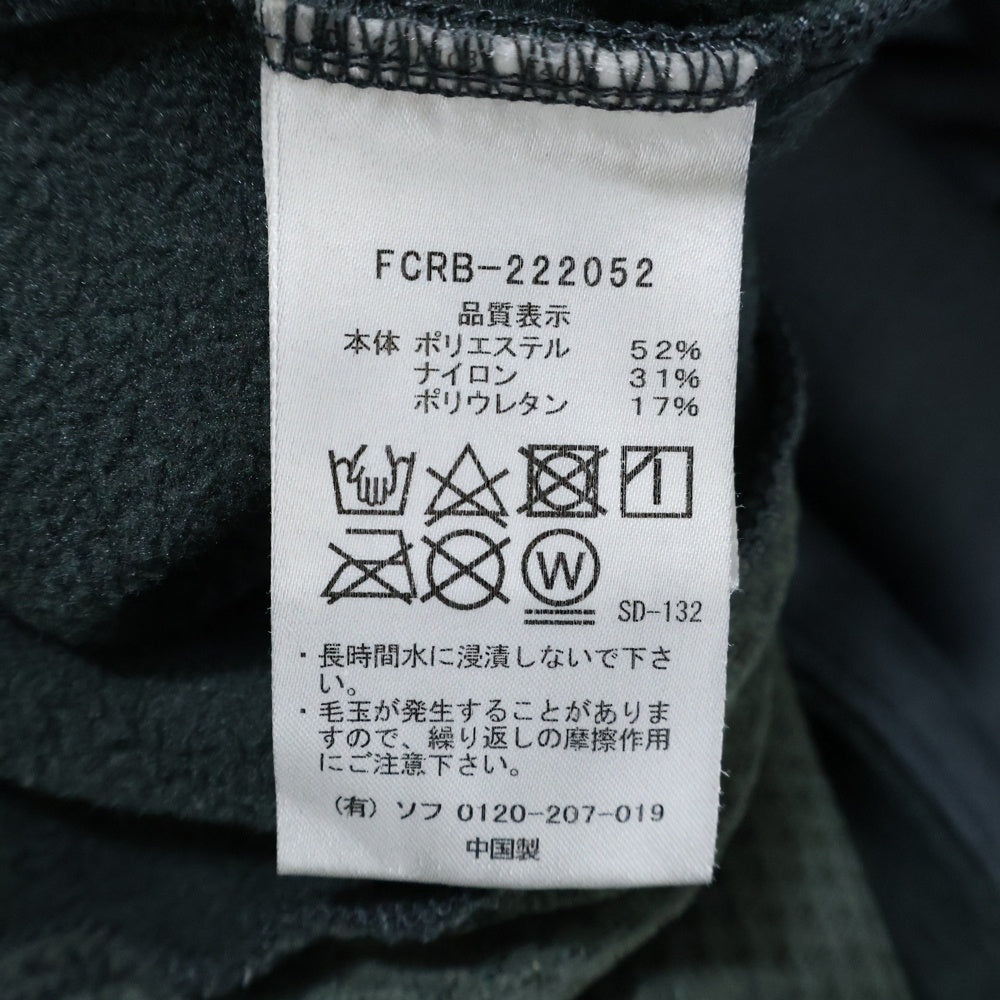 FCRB-222052
品質表示
本体 ポリエステル 52%
ナイロン 31%
ポリウレタン 17%
W
SD-132
・長時間水に浸漬しないで下さ
い。
・毛玉が発生することがありま
すので、繰り返しの摩擦作用
にご注意下さい。
(有) ソフ 0120-207-019
中国製